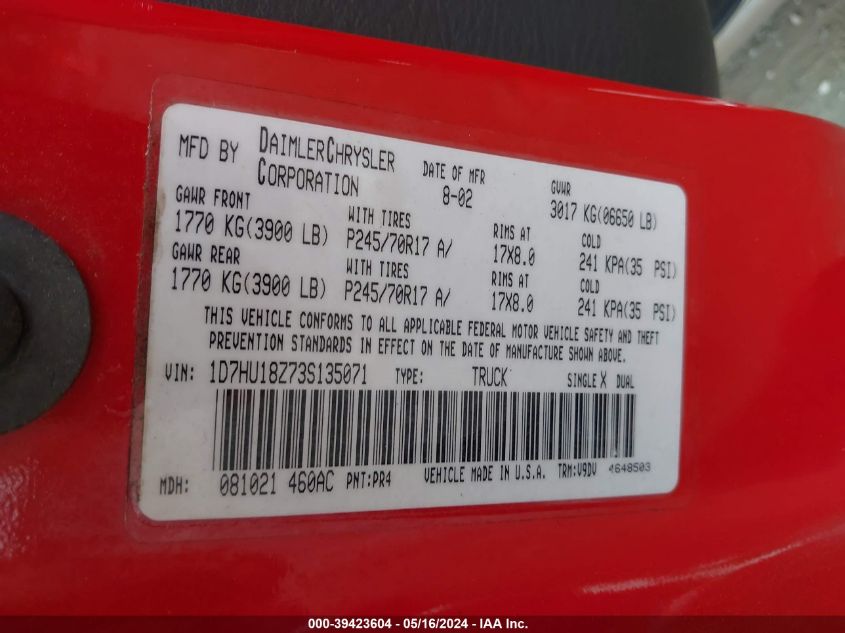 MFD BY DAIMLERCHRYSLER CORPORATION DATE OF MFR 8-02 GVWR 3017 KG(06650 LB)
GAWR FRONT WITH TIRES RIMS AT COLD
1770 KG(3900 LB) P245/70R17 A/ 17X8.0 241 KPA(35 PSI)
GAWR REAR WITH TIRES RIMS AT COLD
1770 KG(3900 LB) P245/70R17 A/ 17X8.0 241 KPA(35 PSI)
THIS VEHICLE CONFORMS TO ALL APPLICABLE FEDERAL MOTOR VEHICLE SAFETY AND THEFT
PREVENTION STANDARDS IN EFFECT ON THE DATE OF MANUFACTURE SHOWN ABOVE.
VIN: 1D7HU18Z73S135071 TYPE: TRUCK SINGLE X DUAL
MDH: 081021 460AC PNT:PR4 VEHICLE MADE IN U.S.A. TRM:V9DV 4648503
000-39423604 - 05/16/2024 - IAA Inc.